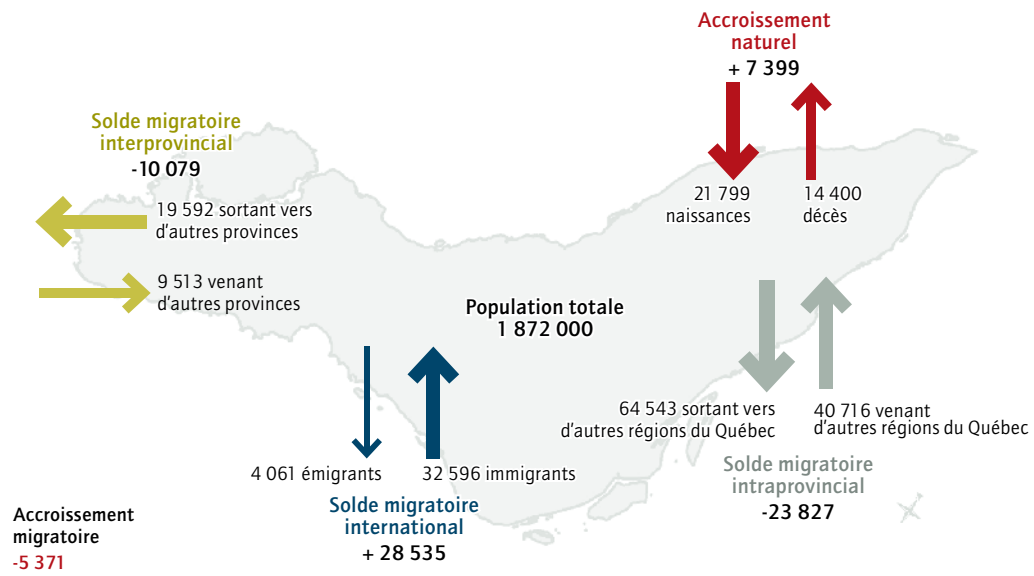 Accroissement
naturel
+ 7 399
21 799
naissances
14 400
décès
Solde migratoire
interprovincial
-10 079
19 592 sortant vers
d'autres provinces
9 513 venant
d'autres provinces
Population totale
1 872 000
64 543 sortant vers
d'autres régions du Québec
40 716 venant
d'autres régions du Québec
Solde migratoire
intraprovincial
-23 827
4 061 émigrants
32 596 immigrants
Solde migratoire
international
+ 28 535
Accroissement
migratoire
-5 371